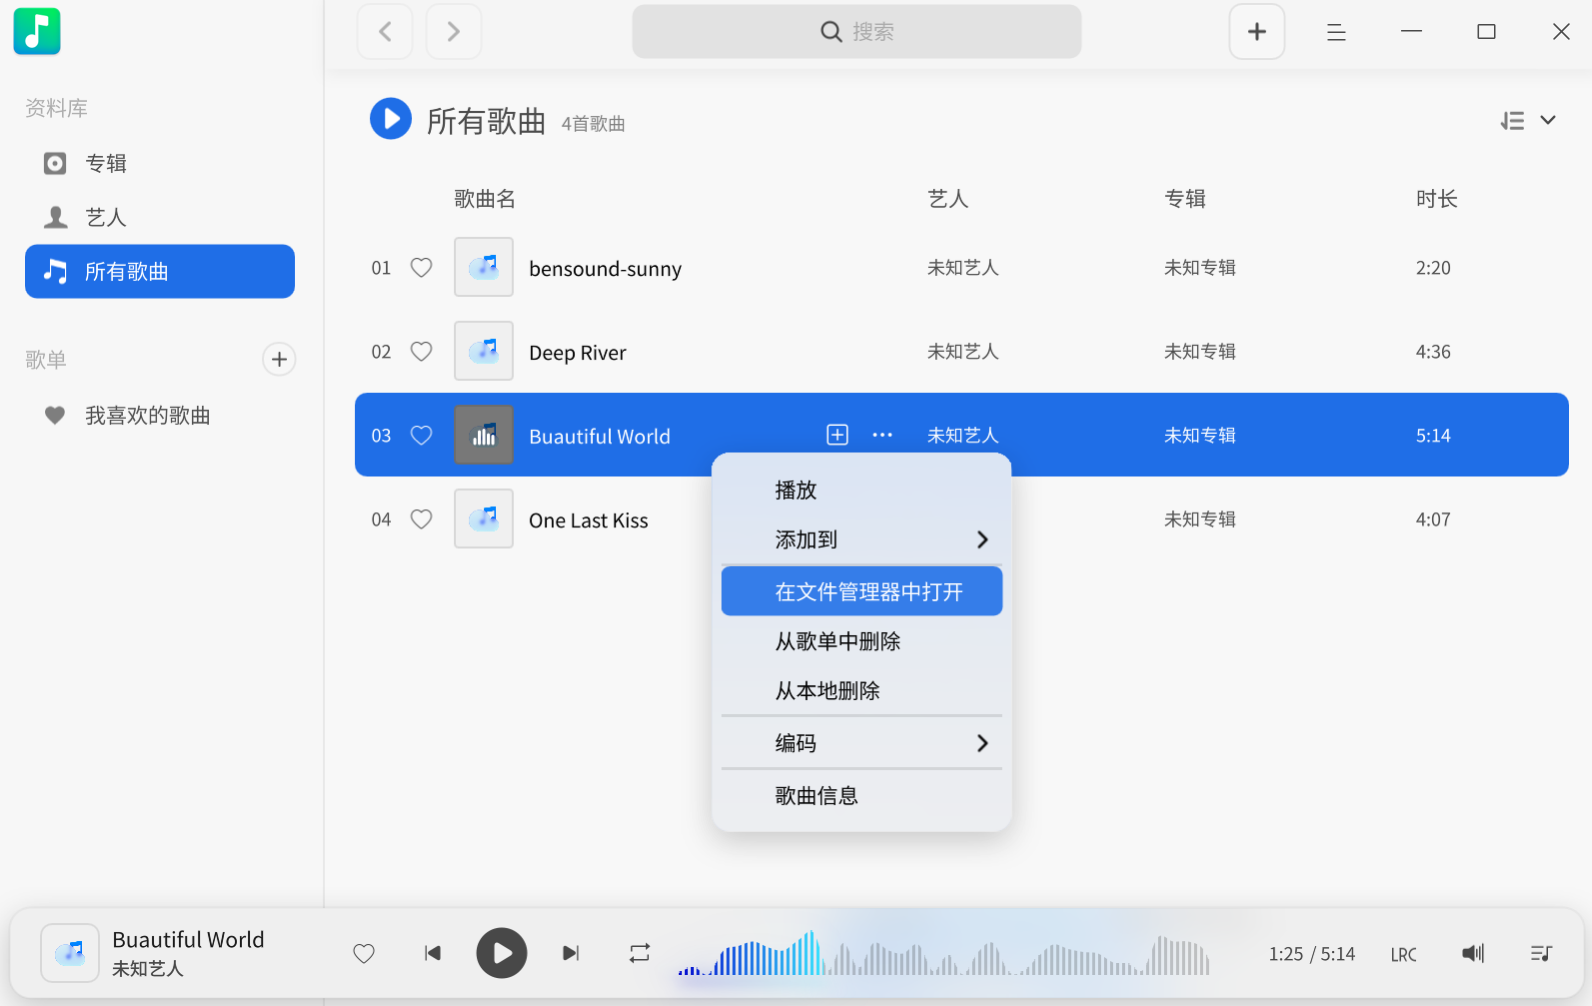 搜索
资料库
专辑
艺人
所有歌曲
歌单
我喜欢的歌曲
所有歌曲 4首歌曲
歌曲名 艺人 专辑 时长
01 bensound-sunny 未知艺人 未知专辑 2:20
02 Deep River 未知艺人 未知专辑 4:36
03 Buautiful World 未知艺人 未知专辑 5:14
04 One Last Kiss 未知专辑 4:07
播放
添加到
在文件管理器中打开
从歌单中删除
从本地删除
编码
歌曲信息
Buautiful World
未知艺人
1:25 / 5:14 LRC